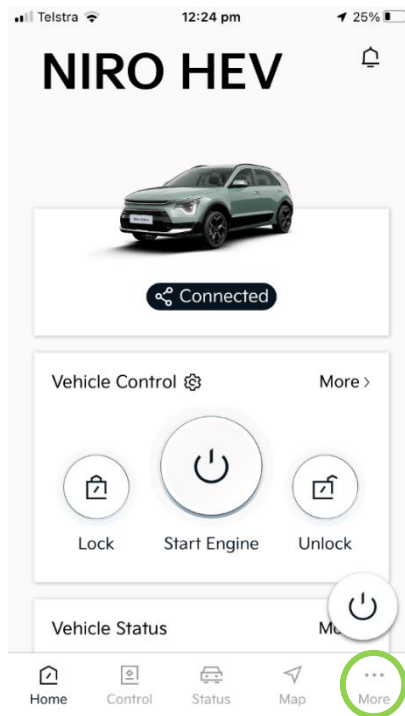 Telstra 12:24 pm 25%
NIRO HEV
Connected
Vehicle Control More >
Lock Start Engine Unlock
Vehicle Status
Home Control Status Map More